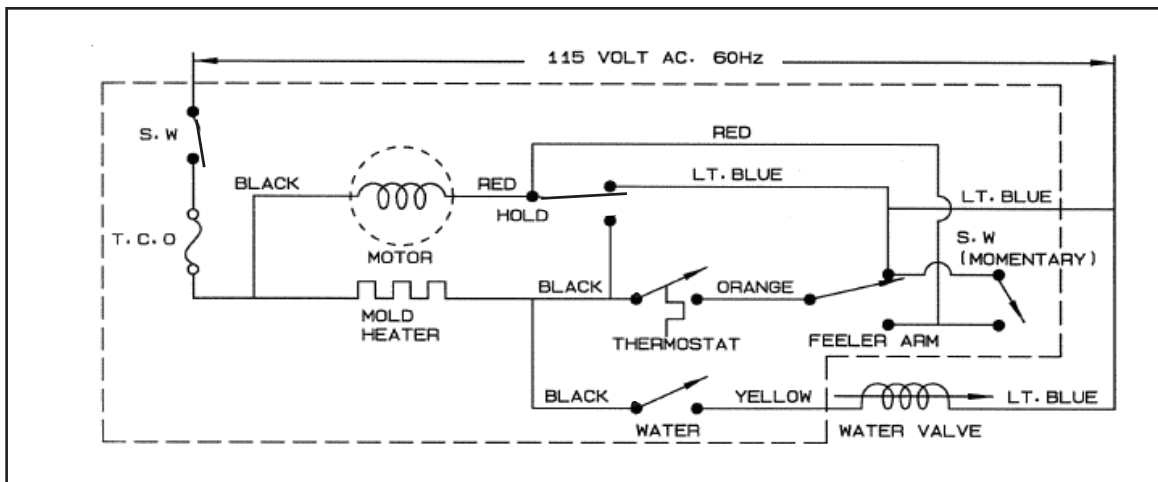 115 VOLT AC. 60Hz
S.W
RED
BLACK
RED
LT. BLUE
LT. BLUE
HOLD
T.C.O
MOTOR
S.W
(MOMENTARY)
BLACK
ORANGE
MOLD
HEATER
THERMOSTAT
FEELER ARM
BLACK
YELLOW
LT. BLUE
WATER
WATER VALVE